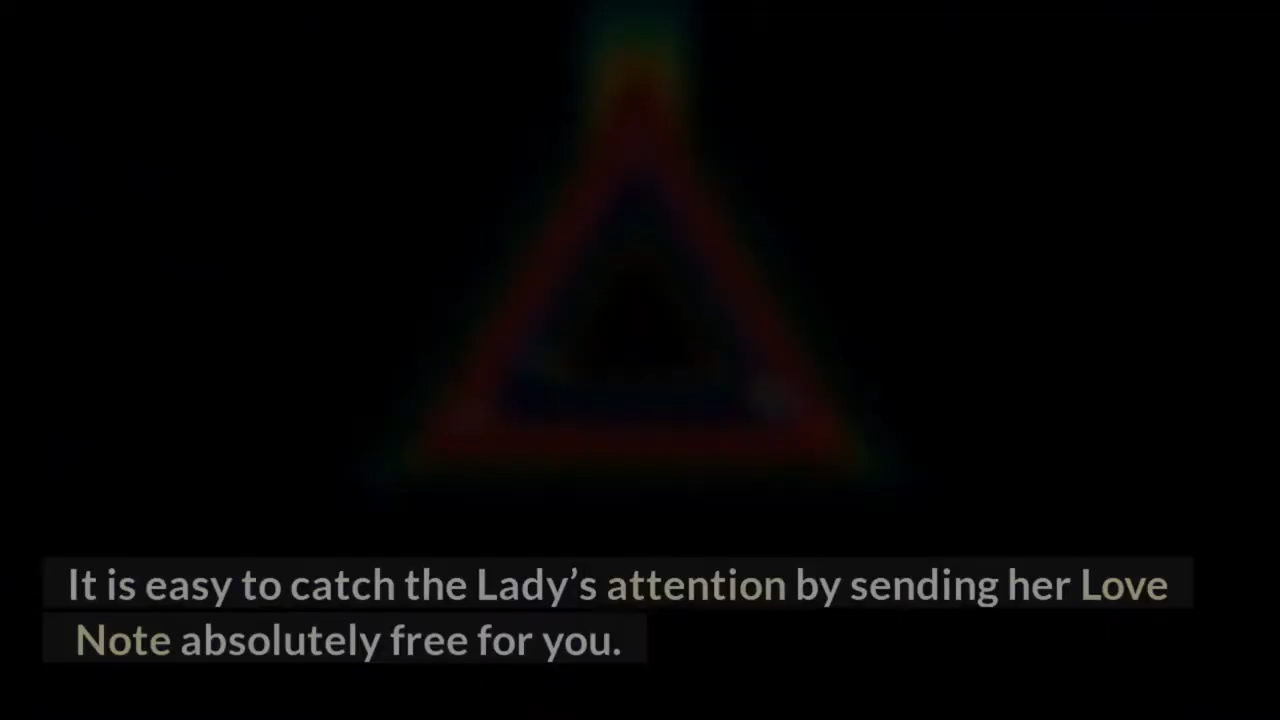 It is easy to catch the Lady’s attention by sending her Love
Note absolutely free for you.